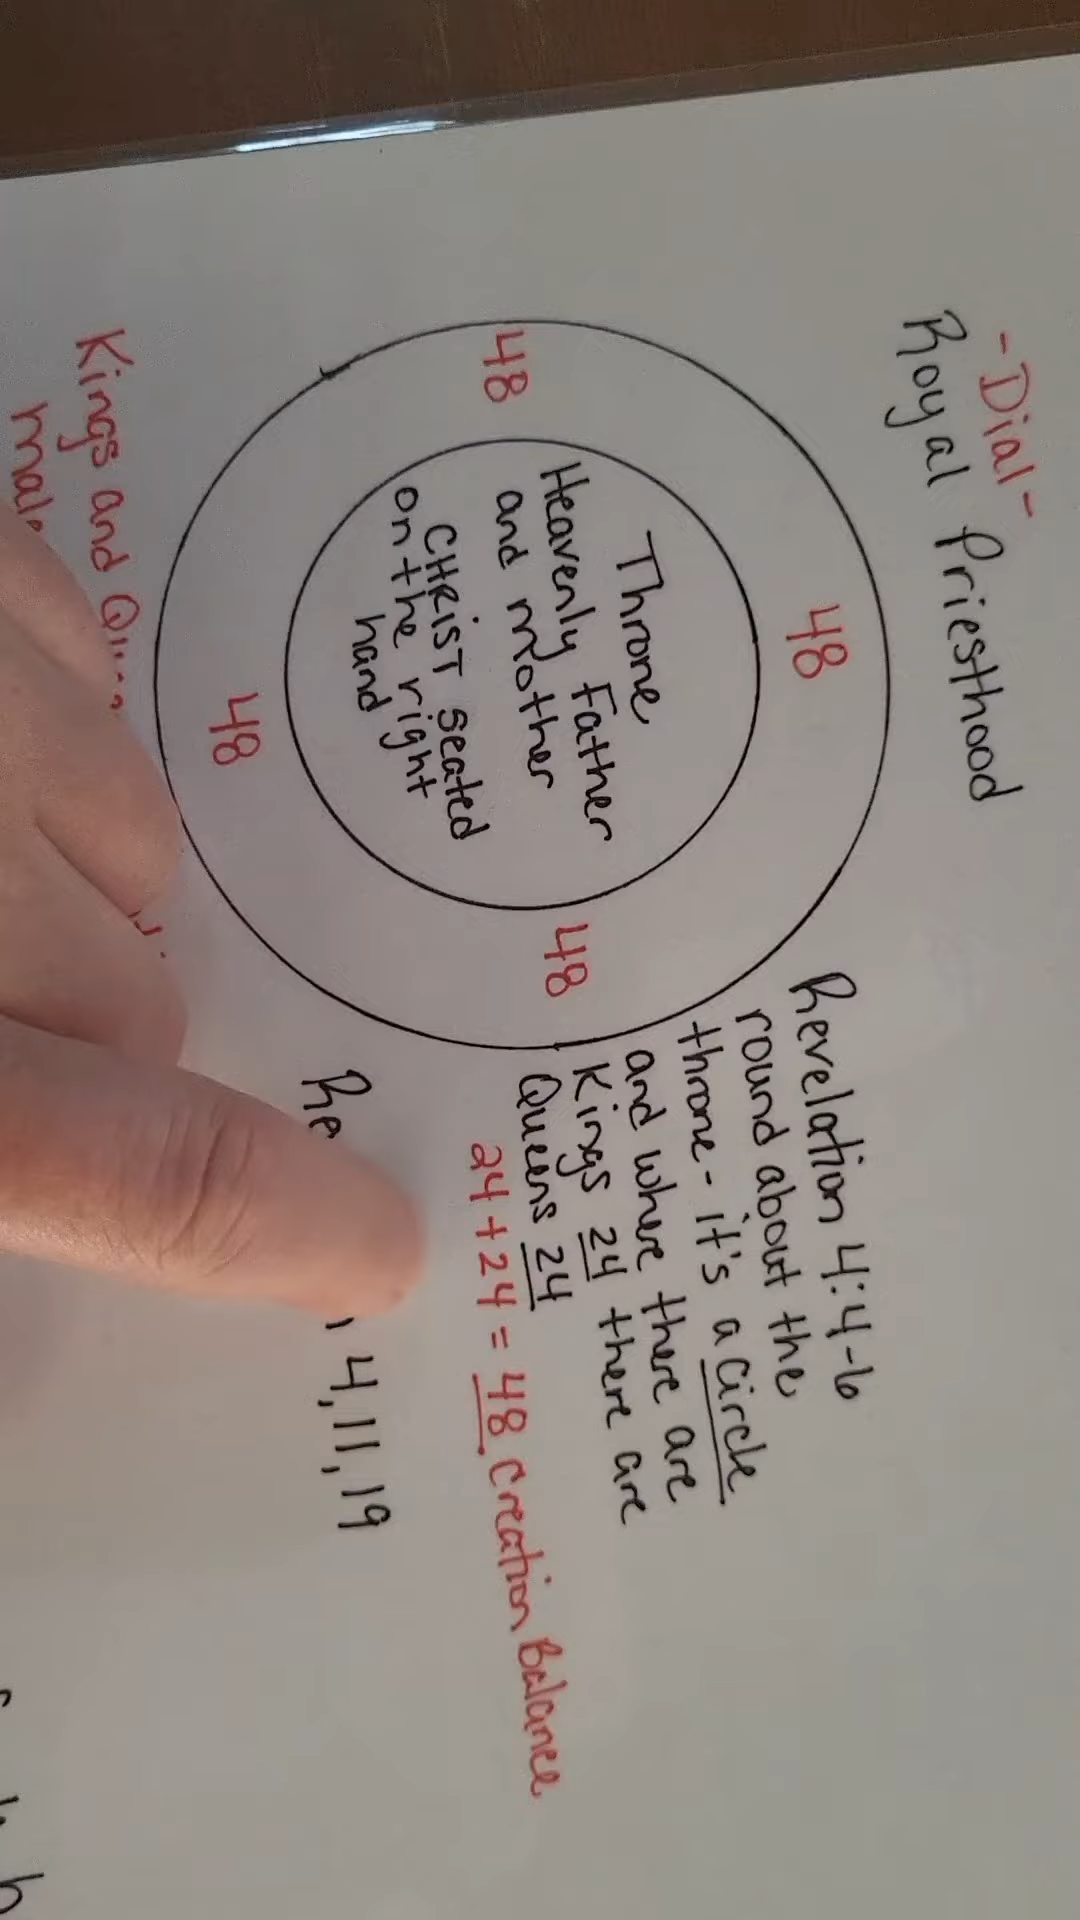 -Dial-
Royal Priesthood
48
48
48
48
Throne
Heavenly Father
and mother
CHRIST seated
on the right
hand
Revelation 4:4-6
round about the
throne - it's a circle
and where there are
Kings 24 there are
Queens 24
24+24 = 48 Creation Balance
4, 11, 19
Kings and